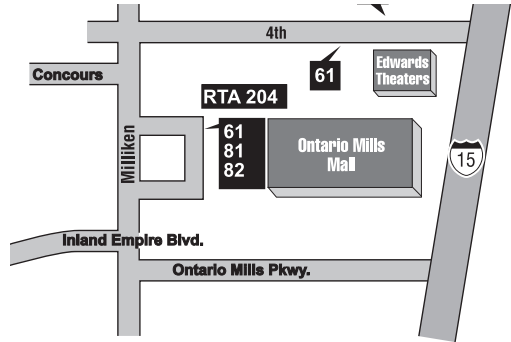 4th
Concours
61
Edwards
Theaters
RTA 204
61
81
82
Milliken
Ontario Mills
Mall
15
Inland Empire Blvd.
Ontario Mills Pkwy.